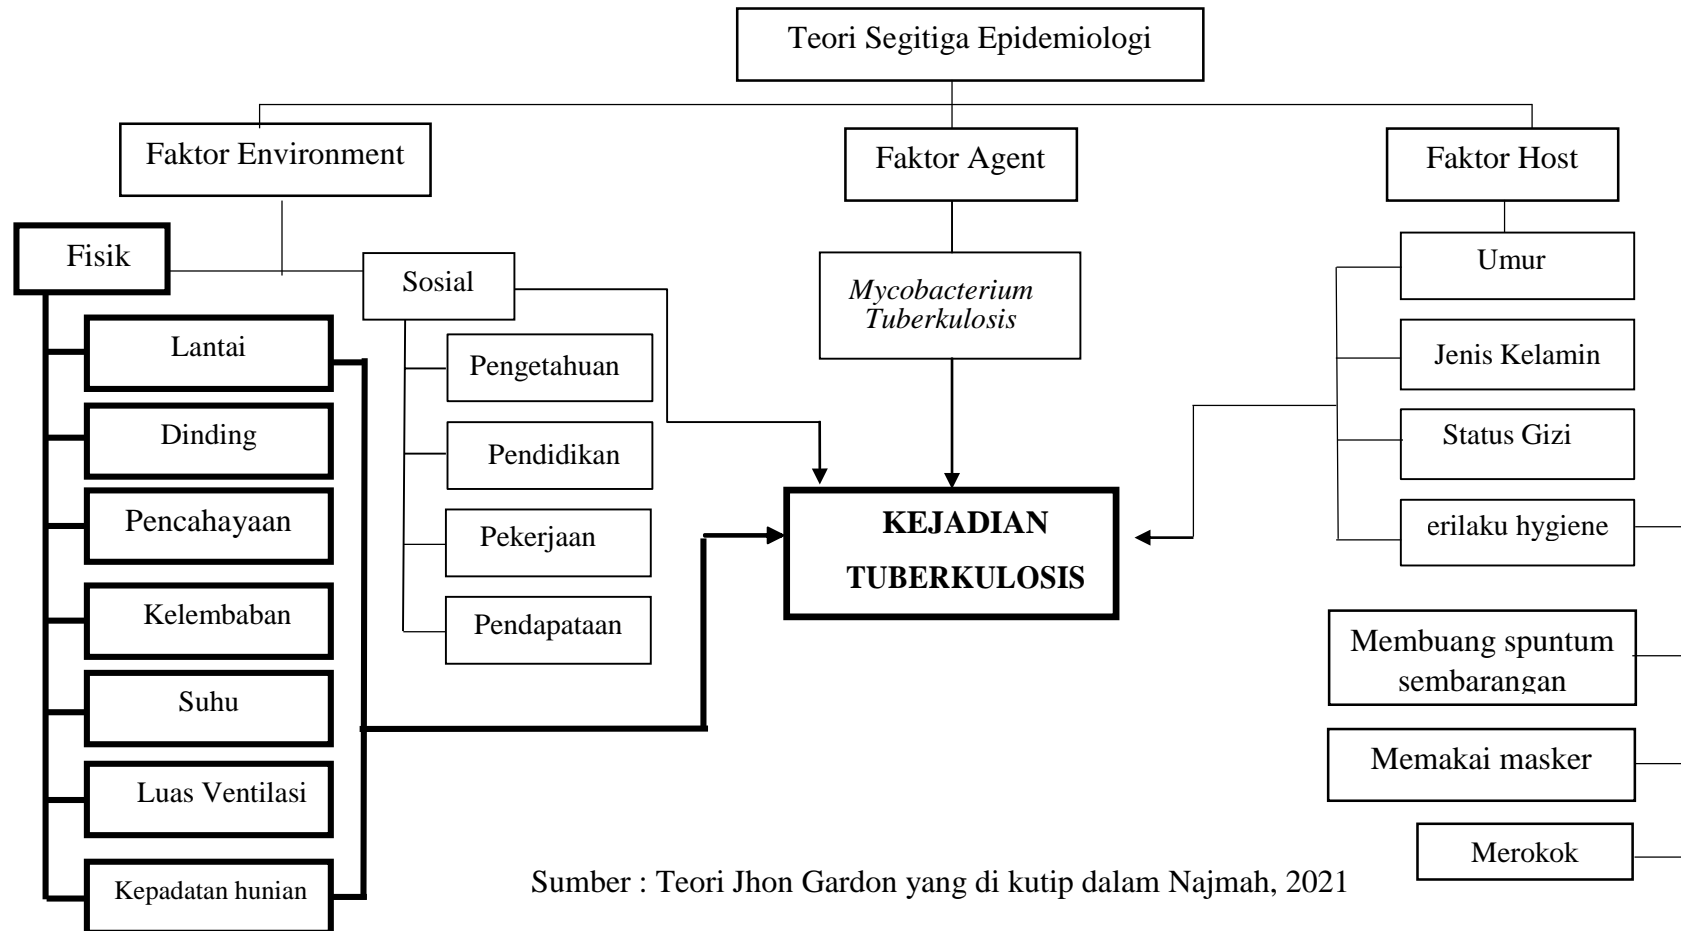 Teori Segitiga Epidemiologi
Faktor Environment
Faktor Agent
Faktor Host
Fisik
Lantai
Dinding
Pencahayaan
Kelembaban
Suhu
Luas Ventilasi
Kepadatan hunian
Sosial
Pengetahuan
Pendidikan
Pekerjaan
Pendapataan
Mycobacterium
Tuberkulosis
KEJADIAN
TUBERKULOSIS
Umur
Jenis Kelamin
Status Gizi
erilaku hygiene
Membuang spuntum
sembarangan
Memakai masker
Merokok
Sumber : Teori Jhon Gardon yang di kutip dalam Najmah, 2021